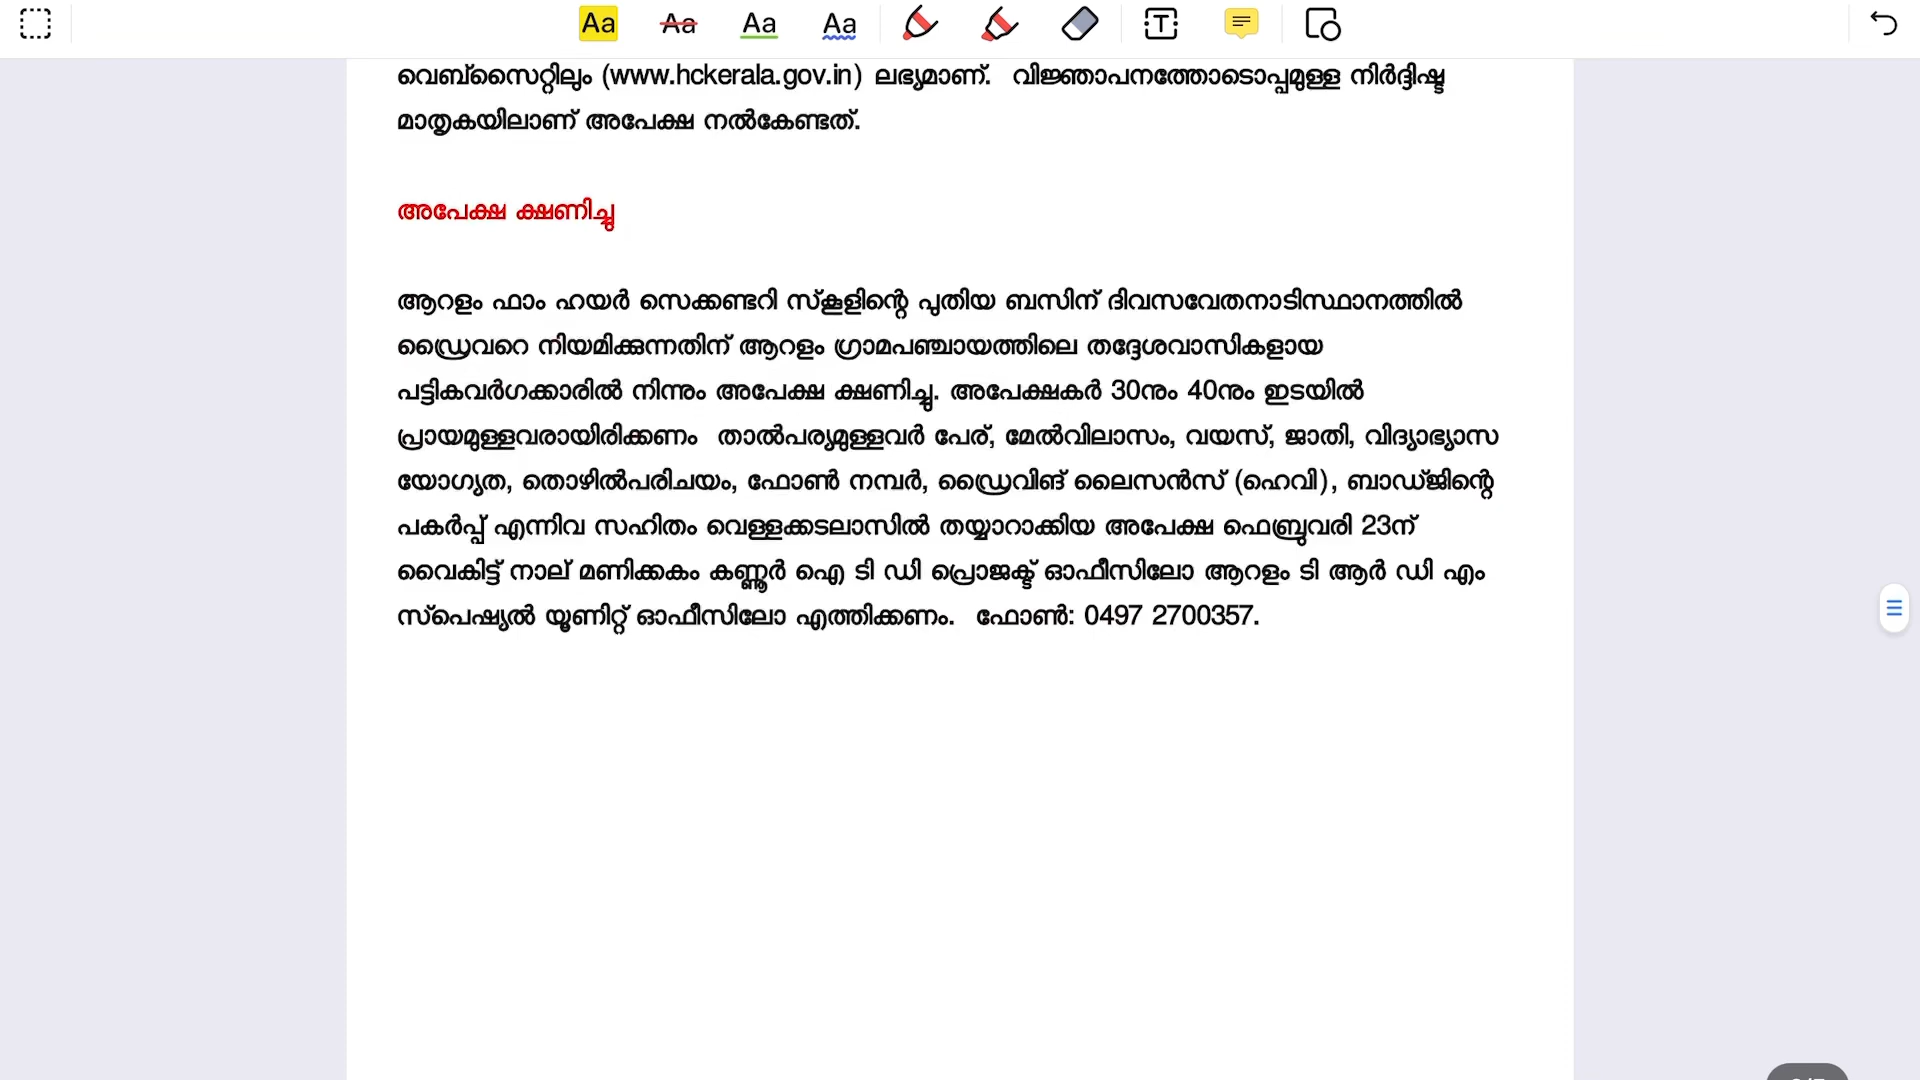 Aa Aa Aa Aa T
വെബ്സൈറ്റിലും (www.hckerala.gov.in) ലഭ്യമാണ്. വിജ്ഞാപനത്തോടൊപ്പമുള്ള നിർദ്ദിഷ്ട
മാതൃകയിലാണ് അപേക്ഷ നൽകേണ്ടത്.
അപേക്ഷ ക്ഷണിച്ചു
ആറളം ഫാം ഹയർ സെക്കണ്ടറി സ്കൂളിന്റെ പുതിയ ബസിന് ദിവസവേതനാടിസ്ഥാനത്തിൽ
ഡ്രൈവറെ നിയമിക്കുന്നതിന് ആറളം ഗ്രാമപഞ്ചായത്തിലെ തദ്ദേശവാസികളായ
പട്ടികവർഗക്കാരിൽ നിന്നും അപേക്ഷ ക്ഷണിച്ചു. അപേക്ഷകർ 30നും 40നും ഇടയിൽ
പ്രായമുള്ളവരായിരിക്കണം താൽപര്യമുള്ളവർ പേര്, മേൽവിലാസം, വയസ്, ജാതി, വിദ്യാഭ്യാസ
യോഗ്യത, തൊഴിൽപരിചയം, ഫോൺ നമ്പർ, ഡ്രൈവിങ് ലൈസൻസ് (ഹെവി), ബാഡ്ജിന്റെ
പകർപ്പ് എന്നിവ സഹിതം വെള്ളക്കടലാസിൽ തയ്യാറാക്കിയ അപേക്ഷ ഫെബ്രുവരി 23ന്
വൈകിട്ട് നാല് മണിക്കകം കണ്ണൂർ ഐ ടി ഡി പ്രൊജക്ട് ഓഫീസിലോ ആറളം ടി ആർ ഡി എം
സ്പെഷ്യൽ യൂണിറ്റ് ഓഫീസിലോ എത്തിക്കണം. ഫോൺ: 0497 2700357.